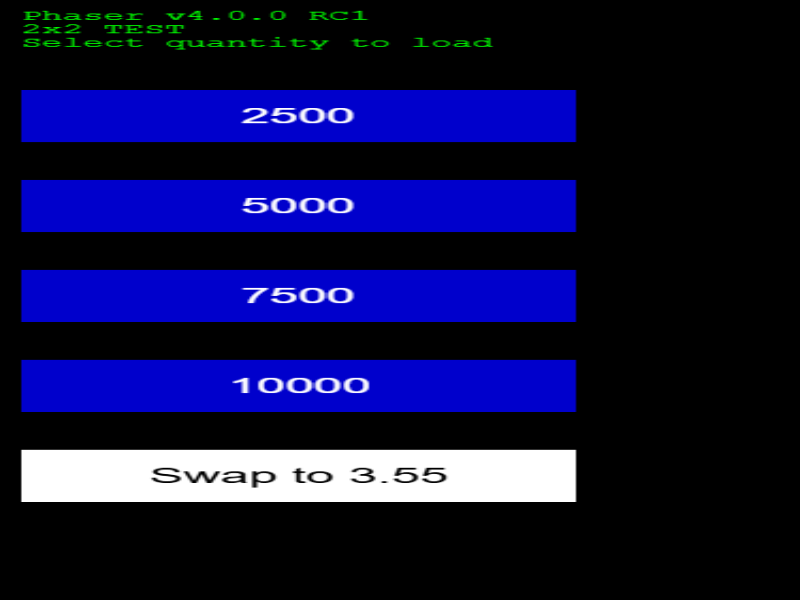 Phaser v4.0.0 RC1
2x2 TEST
Select quantity to load
2500
5000
7500
10000
Swap to 3.55